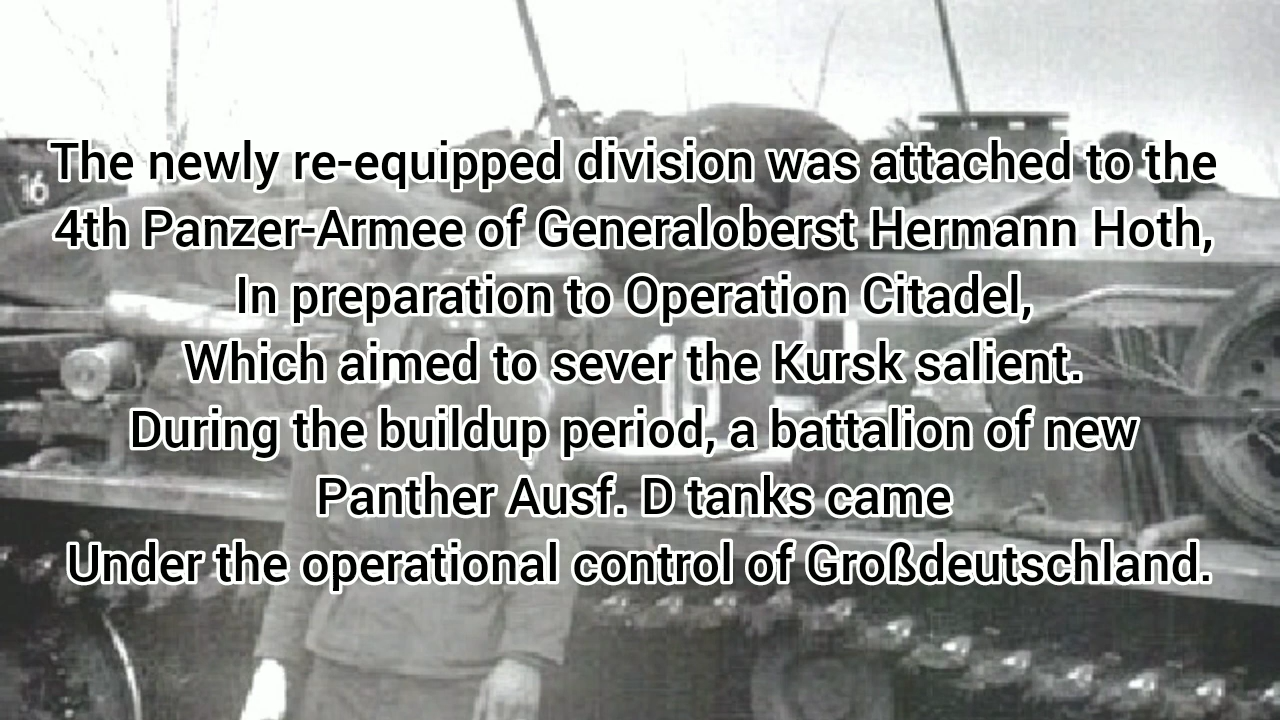 The newly re-equipped division was attached to the
4th Panzer-Armee of Generaloberst Hermann Hoth,
In preparation to Operation Citadel,
Which aimed to sever the Kursk salient.
During the buildup period, a battalion of new
Panther Ausf. D tanks came
Under the operational control of Großdeutschland.
16